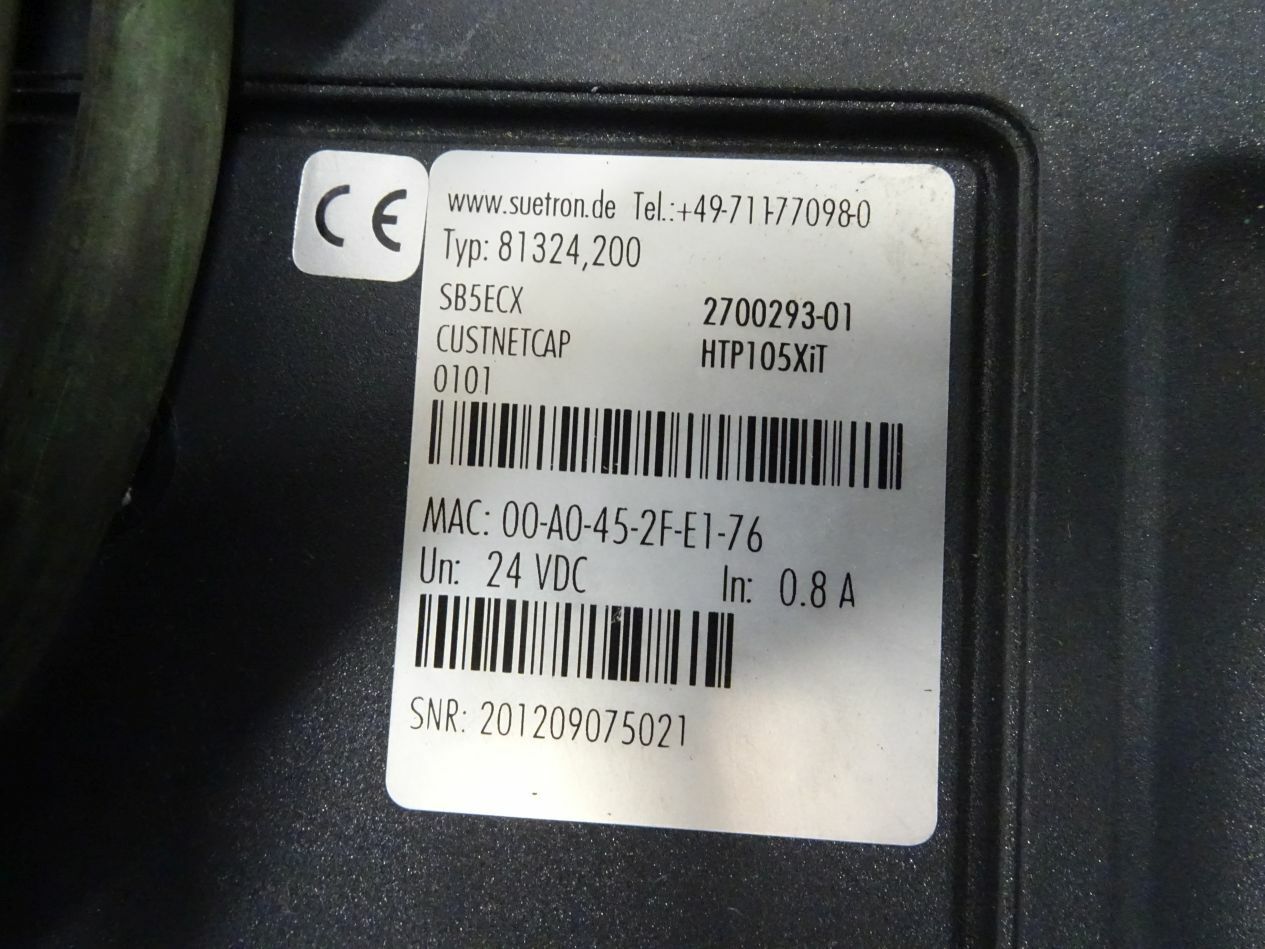 CE
www.suetron.de Tel.:+49-711-77098-0
Typ: 81324,200
SB5ECX 2700293-01
CUSTNETCAP HTP105XiT
0101
MAC: 00-A0-45-2F-E1-76
Un: 24 VDC In: 0.8 A
SNR: 201209075021